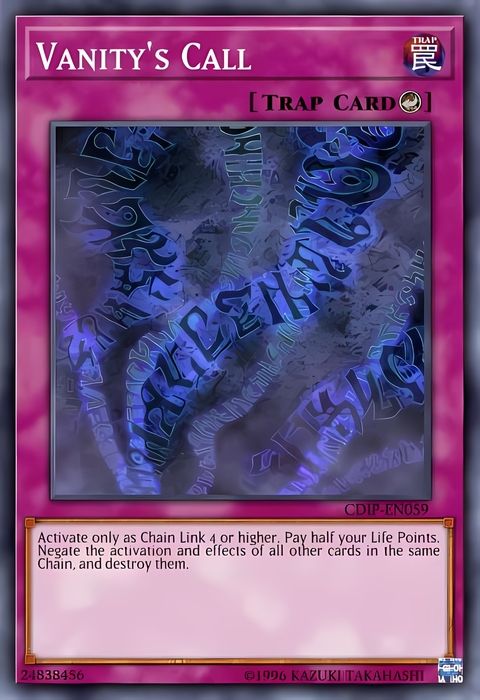 VANITY'S CALL
TRAP
罠
[TRAP CARD]
CDIP-EN059
Activate only as Chain Link 4 or higher. Pay half your Life Points.
Negate the activation and effects of all other cards in the same
Chain, and destroy them.
24838456
©1996 KAZUKI TAKAHASHI